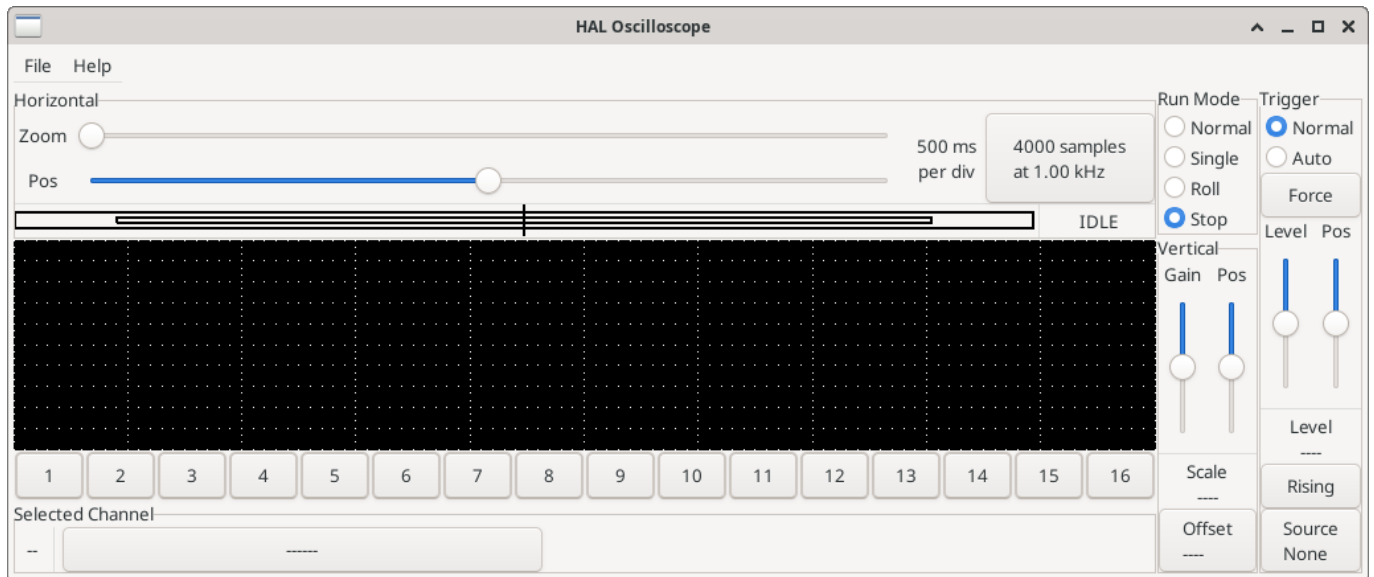 HAL Oscilloscope
File Help
Horizontal
Zoom
Pos
500 ms
per div
4000 samples
at 1.00 kHz
IDLE
Run Mode
Normal
Single
Roll
Stop
Trigger
Normal
Auto
Force
Level Pos
Level
----
Rising
Source
None
Vertical
Gain Pos
Scale
----
Offset
----
1 2 3 4 5 6 7 8 9 10 11 12 13 14 15 16
Selected Channel
-- ------